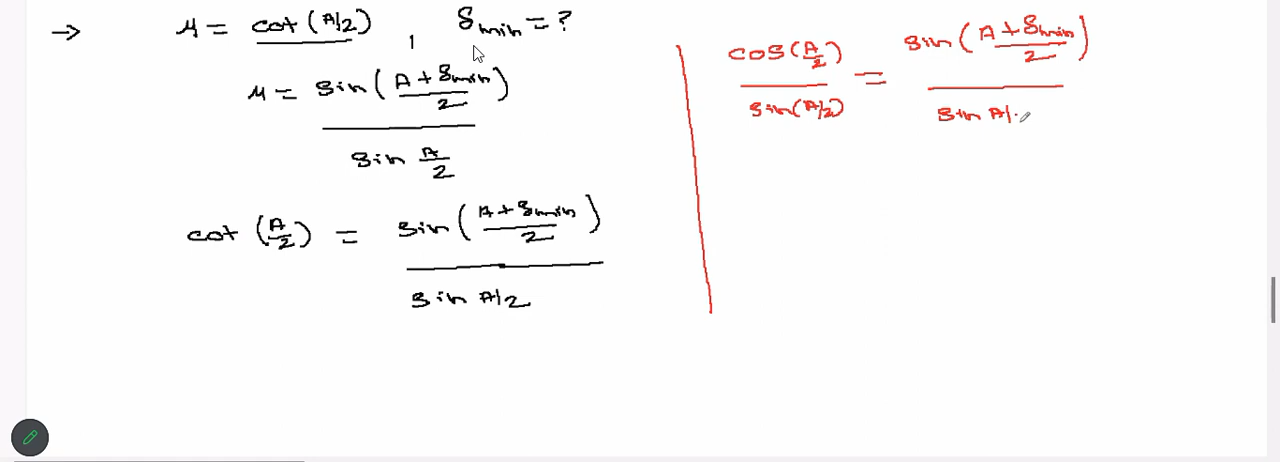 → μ = cot (A/2) , δmin = ?
μ = sin ( (A + δmin)/2 ) / sin A/2
cot (A/2) = sin ( (A + δmin)/2 ) / sin A/2
cos(A/2) / sin(A/2) = sin ( (A + δmin)/2 ) / sin A/